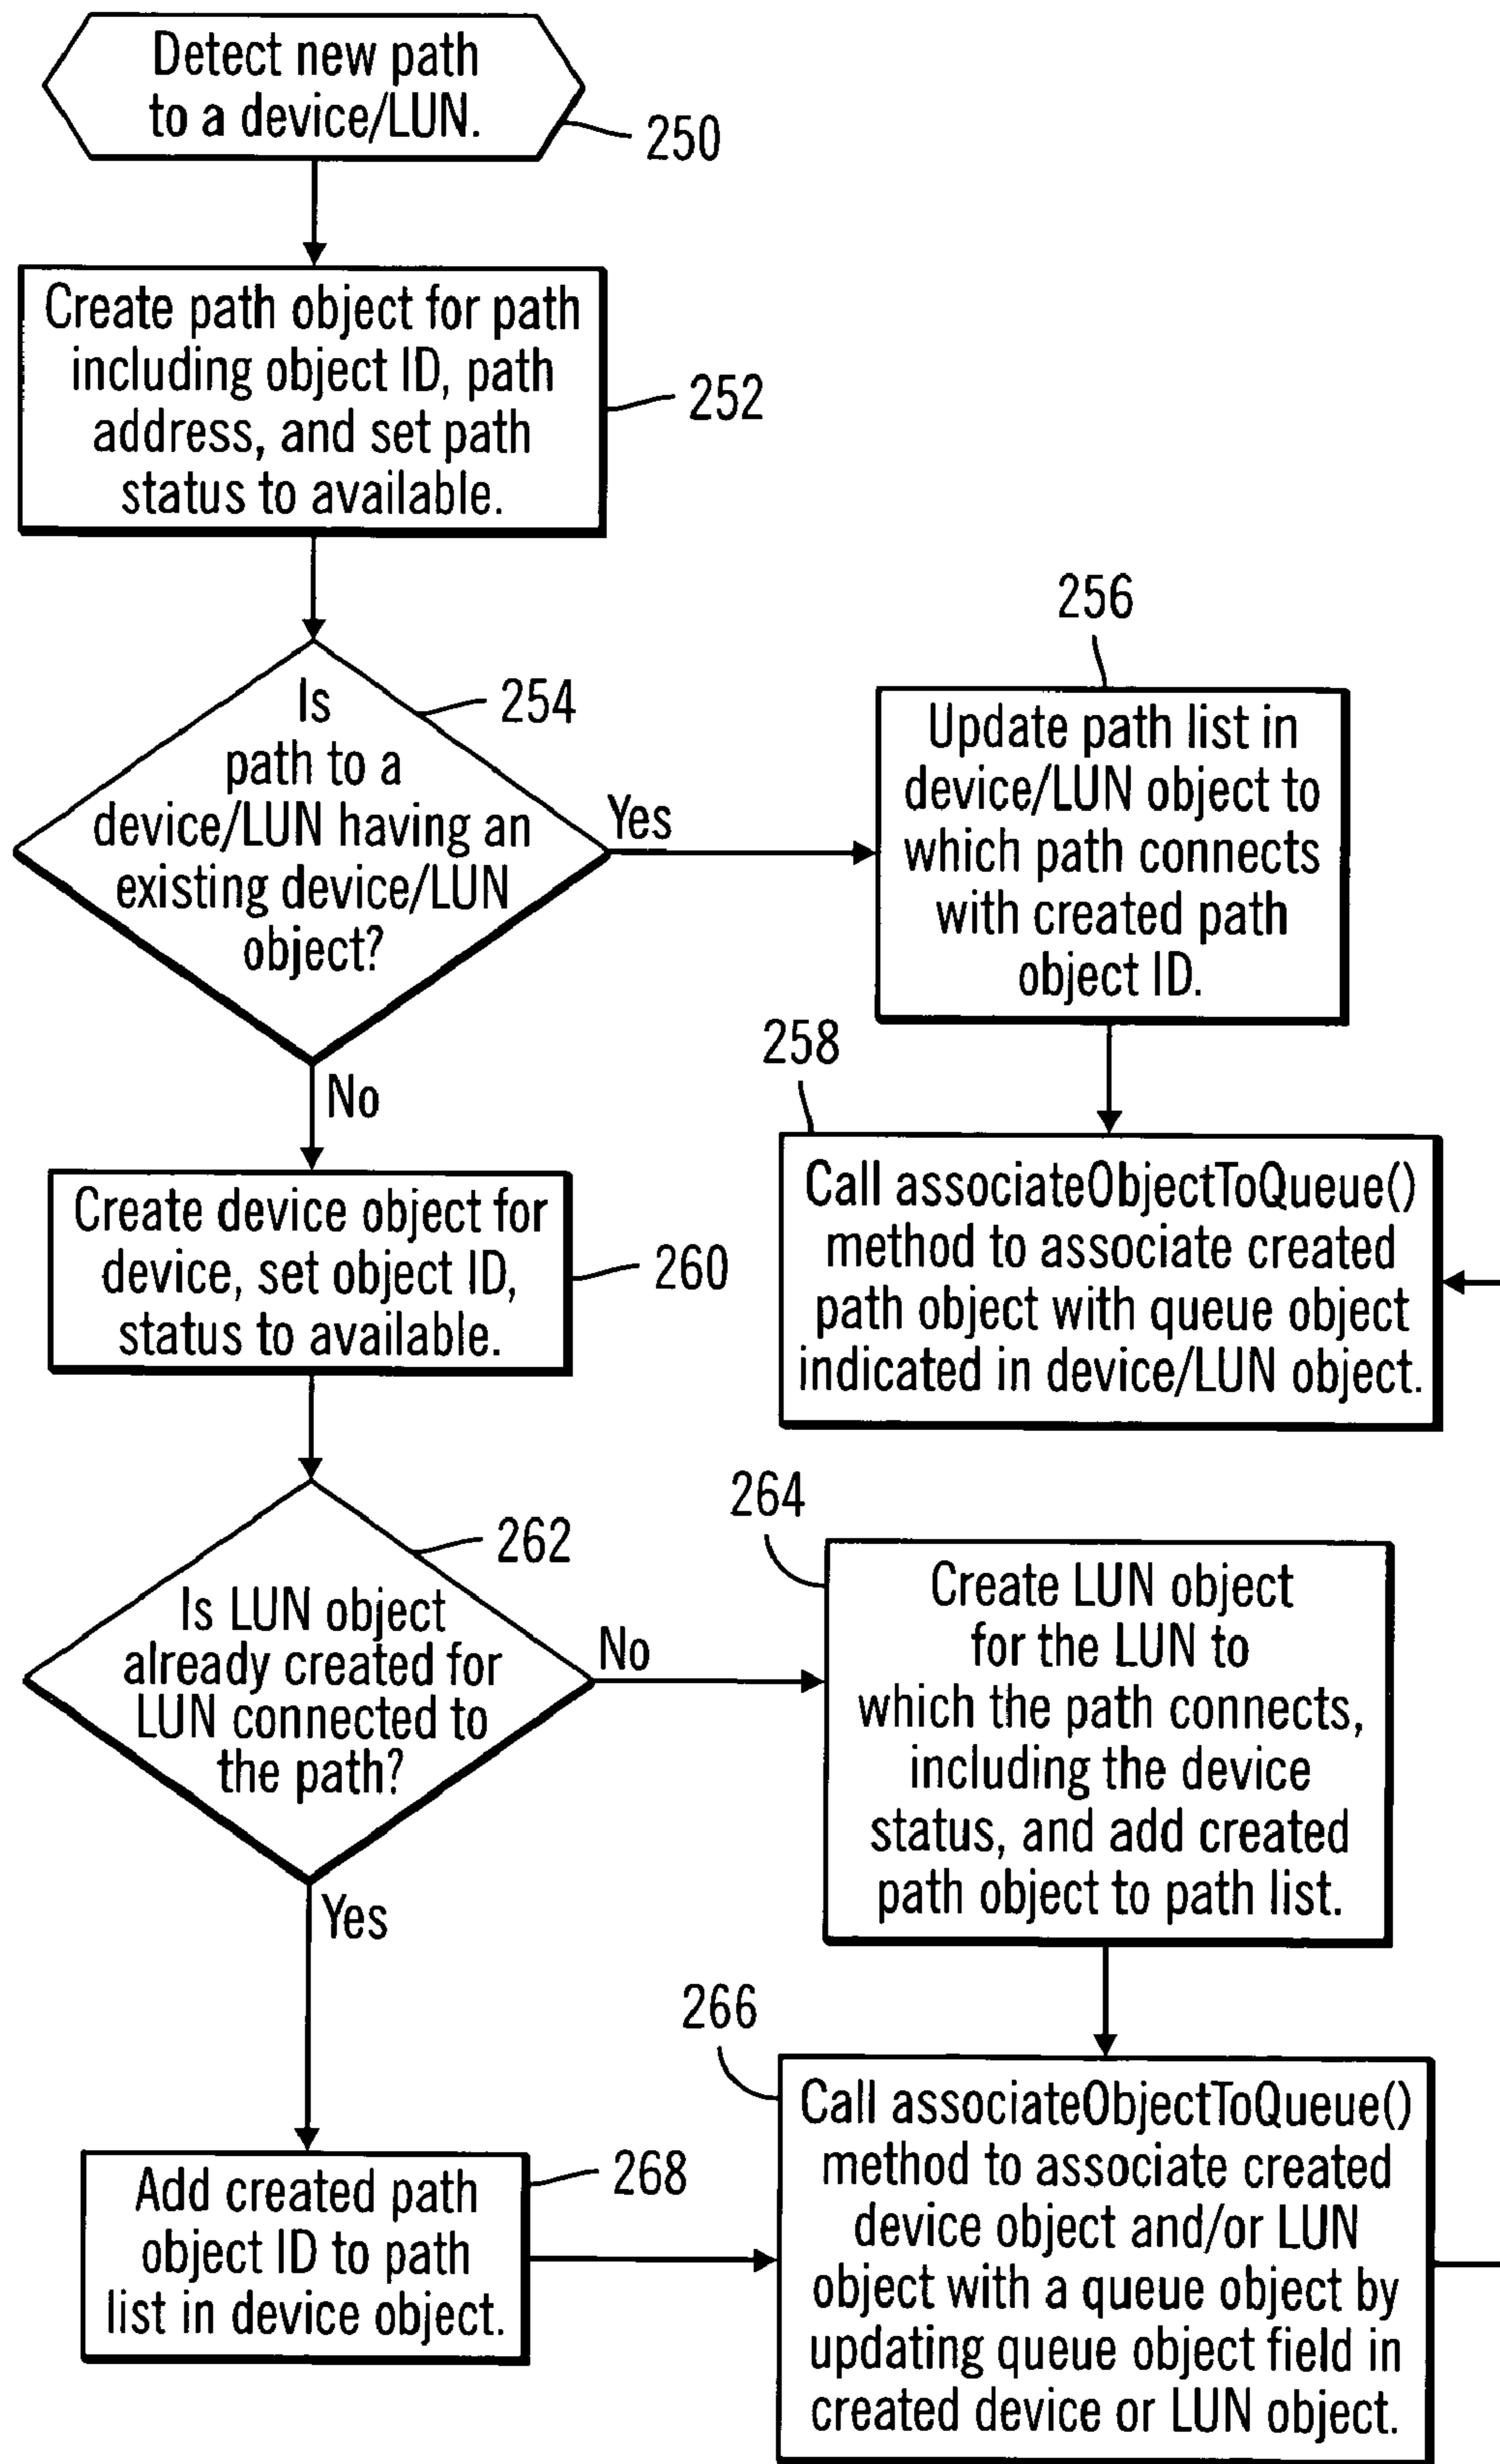 Detect new path
to a device/LUN.
250
Create path object for path
including object ID, path
address, and set path
status to available.
252
Is
path to a
device/LUN having an
existing device/LUN
object?
254
Yes
No
256
Update path list in
device/LUN object to
which path connects
with created path
object ID.
258
Call associateObjectToQueue()
method to associate created
path object with queue object
indicated in device/LUN object.
Create device object for
device, set object ID,
status to available.
260
262
Is LUN object
already created for
LUN connected to
the path?
No
Yes
264
Create LUN object
for the LUN to
which the path connects,
including the device
status, and add created
path object to path list.
266
Call associateObjectToQueue()
method to associate created
device object and/or LUN
object with a queue object by
updating queue object field in
created device or LUN object.
Add created path
object ID to path
list in device object.
268